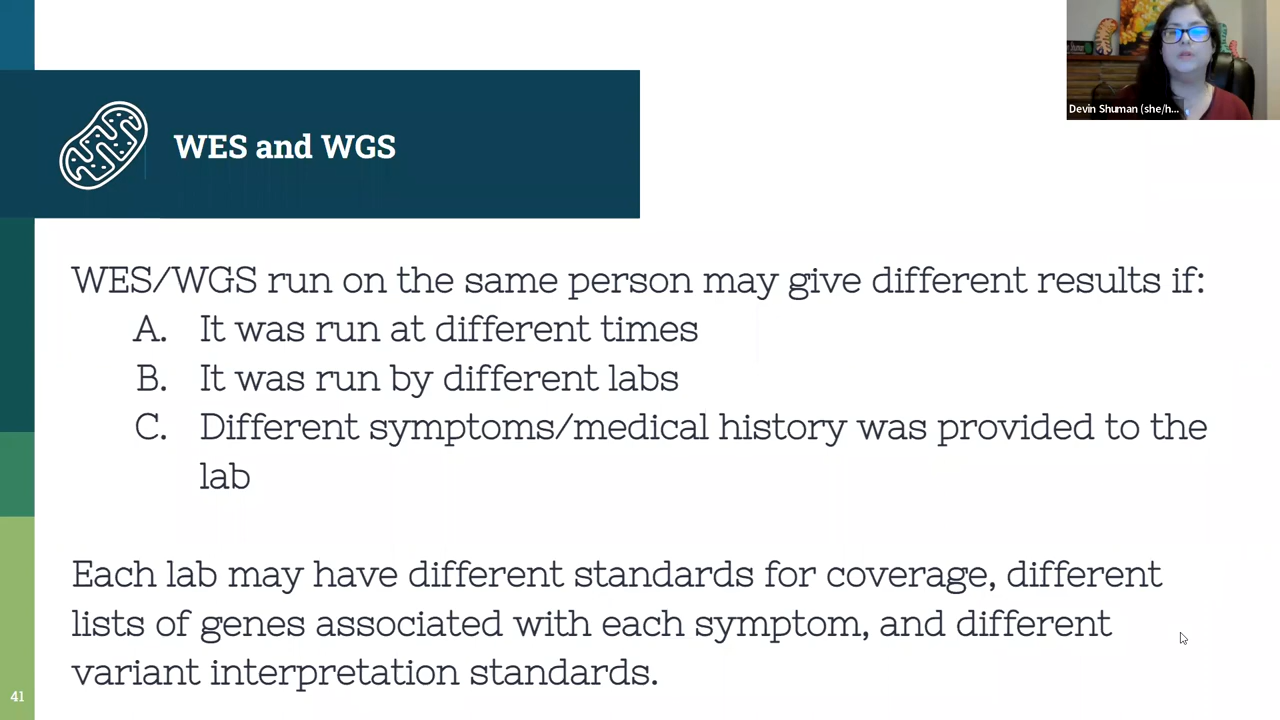 WES and WGS
Devin Shuman (she/h...
WES/WGS run on the same person may give different results if:
A. It was run at different times
B. It was run by different labs
C. Different symptoms/medical history was provided to the
lab
Each lab may have different standards for coverage, different
lists of genes associated with each symptom, and different
variant interpretation standards.
41